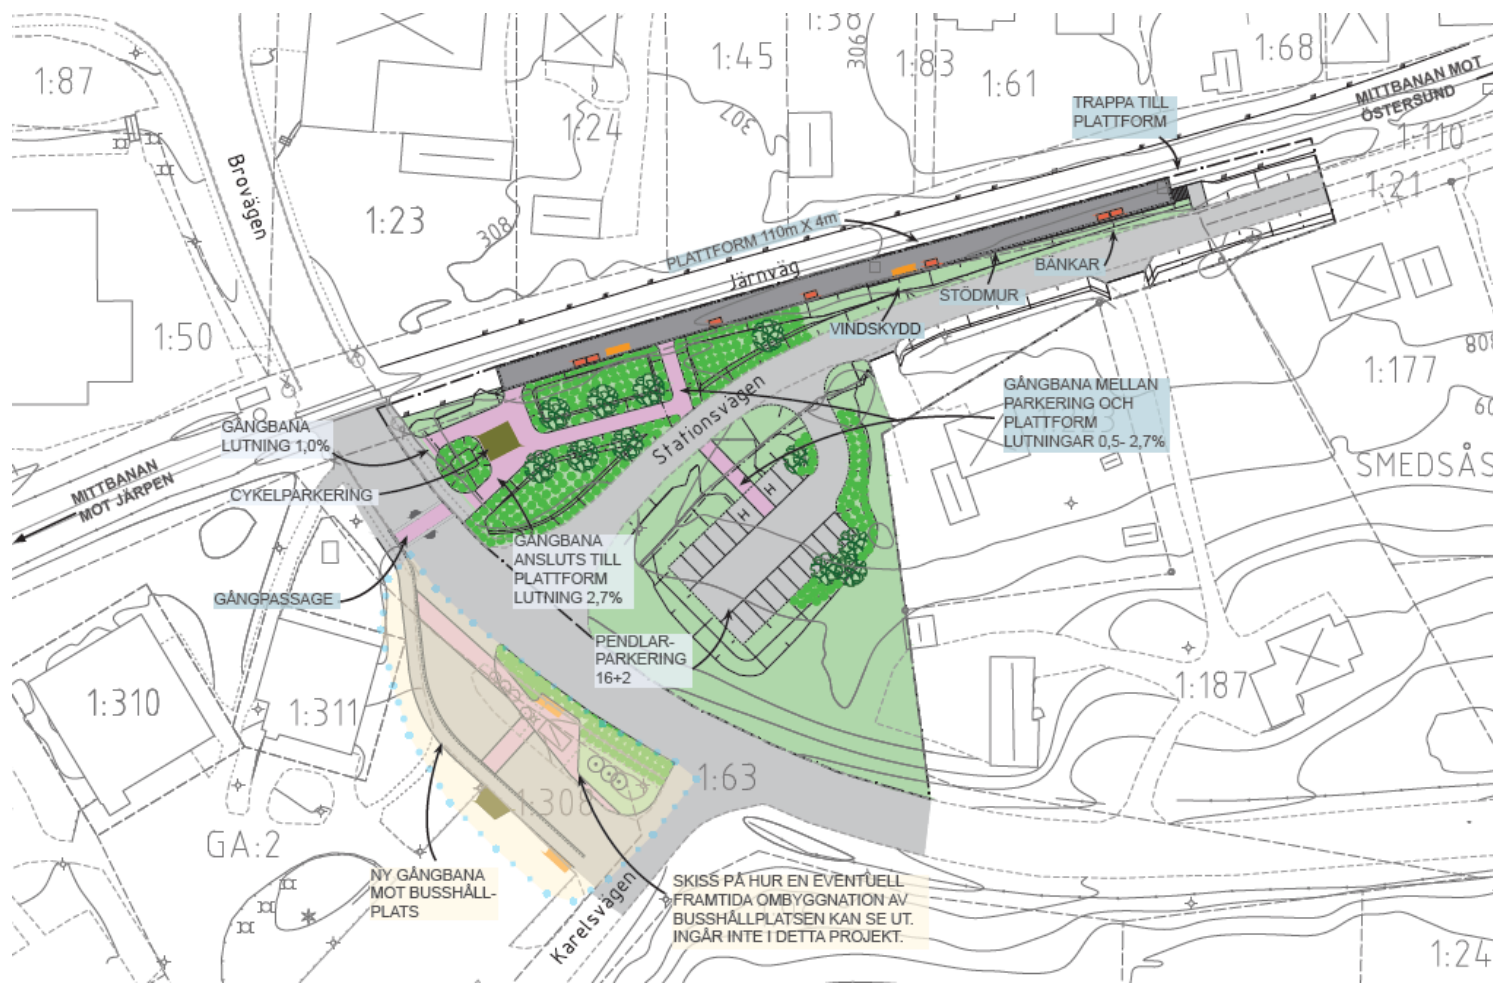 1:38
306
1:87
1:45
1:83
1:61
1:68
MITTBANAN MOT
ÖSTERSUND
TRAPPA TILL
PLATTFORM
307
1:24
1:110
1:21
Brovägen
1:23
308
PLATTFORM 110m X 4m
Järnväg
BÄNKAR
STÖDMUR
VINDSKYDD
1:50
1:177
808
GÅNGBANA MELLAN
PARKERING OCH
PLATTFORM
LUTNINGAR 0,5- 2,7%
GÅNGBANA
LUTNING 1,0%
Stationsvägen
SMEDSÅS
MITTBANAN
MOT JÄRPEN
CYKELPARKERING
H
H
GÅNGBANA
ANSLUTS TILL
PLATTFORM
LUTNING 2,7%
GÅNGPASSAGE
PENDLAR-
PARKERING
16+2
1:310
1:311
1:187
1:63
1:308
GA:2
NY GÅNGBANA
MOT BUSSHÅLL-
PLATS
Karelsvägen
SKISS PÅ HUR EN EVENTUELL
FRAMTIDA OMBYGGNATION AV
BUSSHÅLLPLATSEN KAN SE UT.
INGÅR INTE I DETTA PROJEKT.
1:24